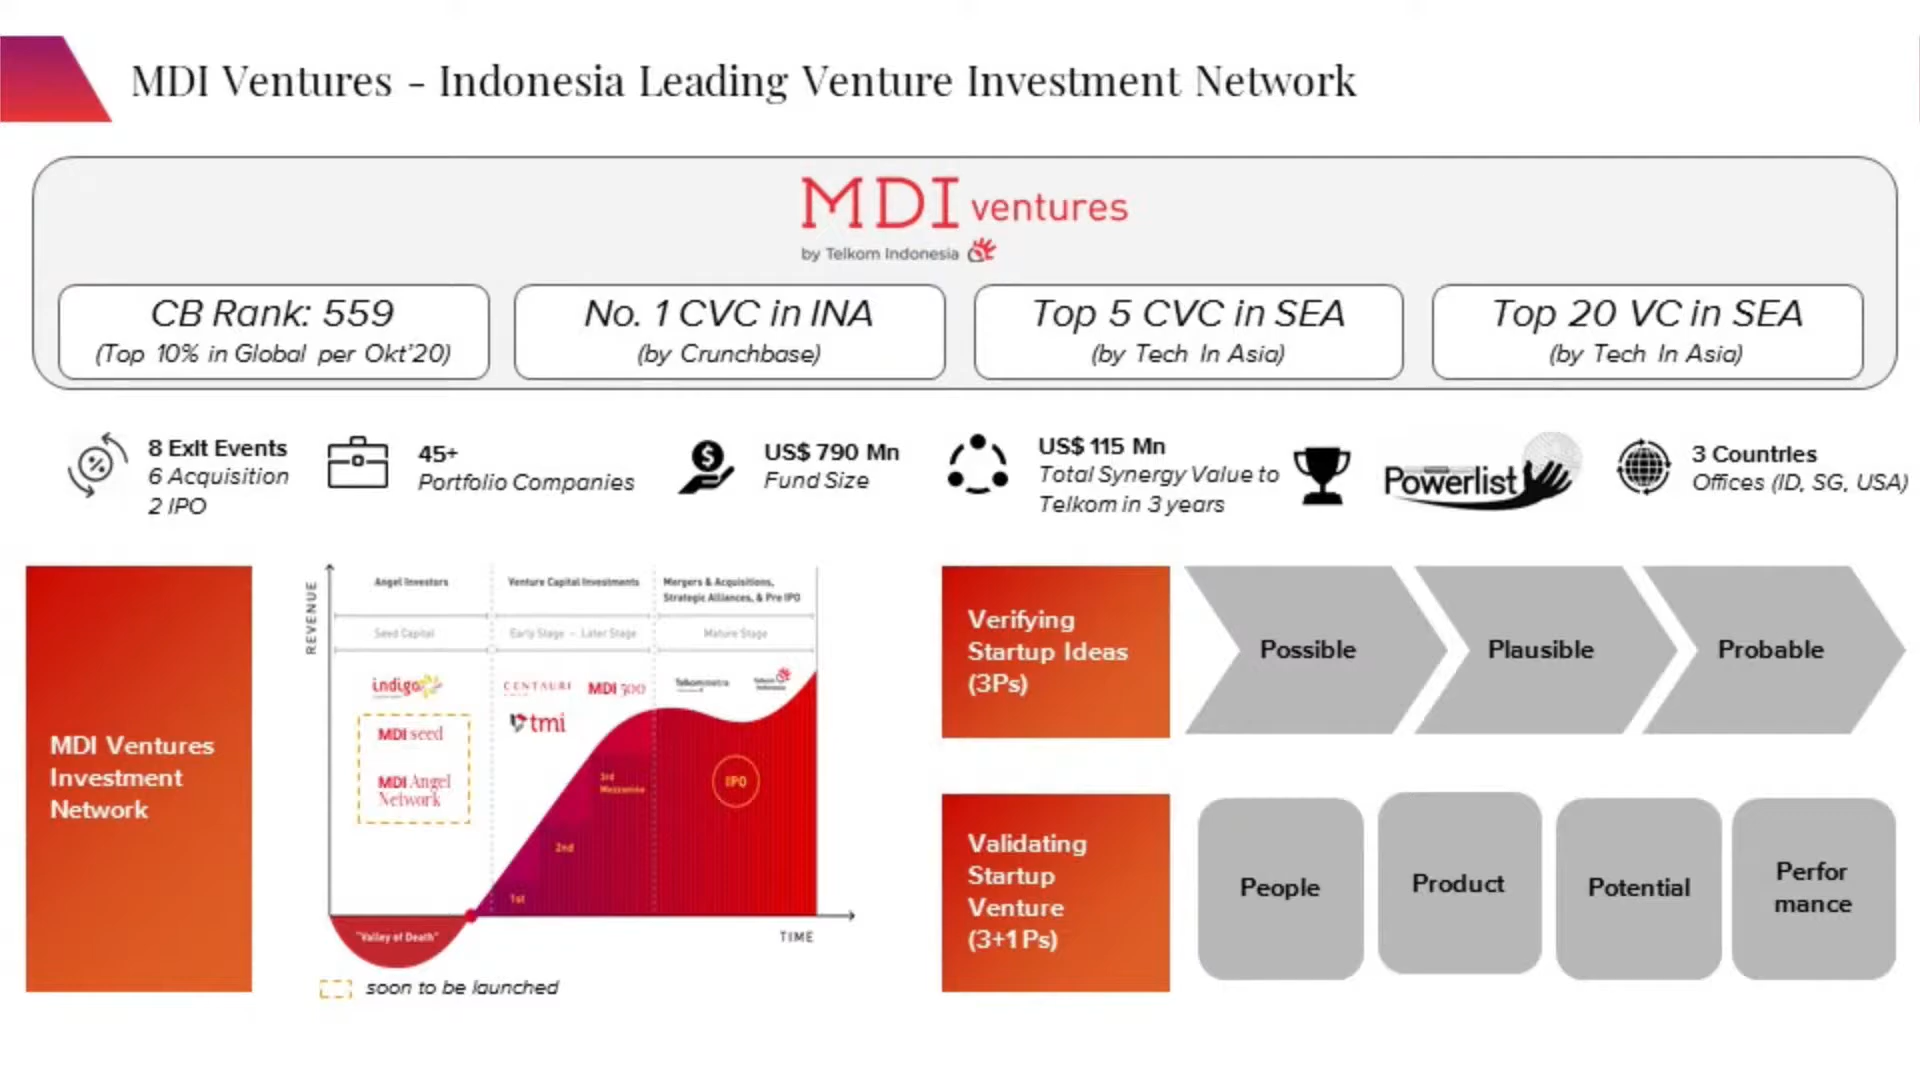 MDI Ventures - Indonesia Leading Venture Investment Network
MDI ventures
by Telkom Indonesia
CB Rank: 559
(Top 10% in Global per Okt'20)
No. 1 CVC in INA
(by Crunchbase)
Top 5 CVC in SEA
(by Tech In Asia)
Top 20 VC in SEA
(by Tech In Asia)
8 Exit Events
6 Acquisition
2 IPO
45+
Portfolio Companies
US$ 790 Mn
Fund Size
US$ 115 Mn
Total Synergy Value to
Telkom in 3 years
Powerlist
3 Countries
Offices (ID, SG, USA)
MDI Ventures
Investment
Network
REVENUE
Angel Investors
Venture Capital Investments
Mergers & Acquisitions,
Strategic Alliances, & Pre IPO
Seed Capital
Early Stage - Later Stage
Mature Stage
indigo
CENTAURI
MDI 500
Telkommetra
Telkom
Indonesia
tmi
MDI seed
MDI Angel
Network
3rd
Mezzanine
IPO
2nd
1st
"Valley of Death"
TIME
soon to be launched
Verifying
Startup Ideas
(3Ps)
Possible
Plausible
Probable
Validating
Startup
Venture
(3+1 Ps)
People
Product
Potential
Perfor
mance